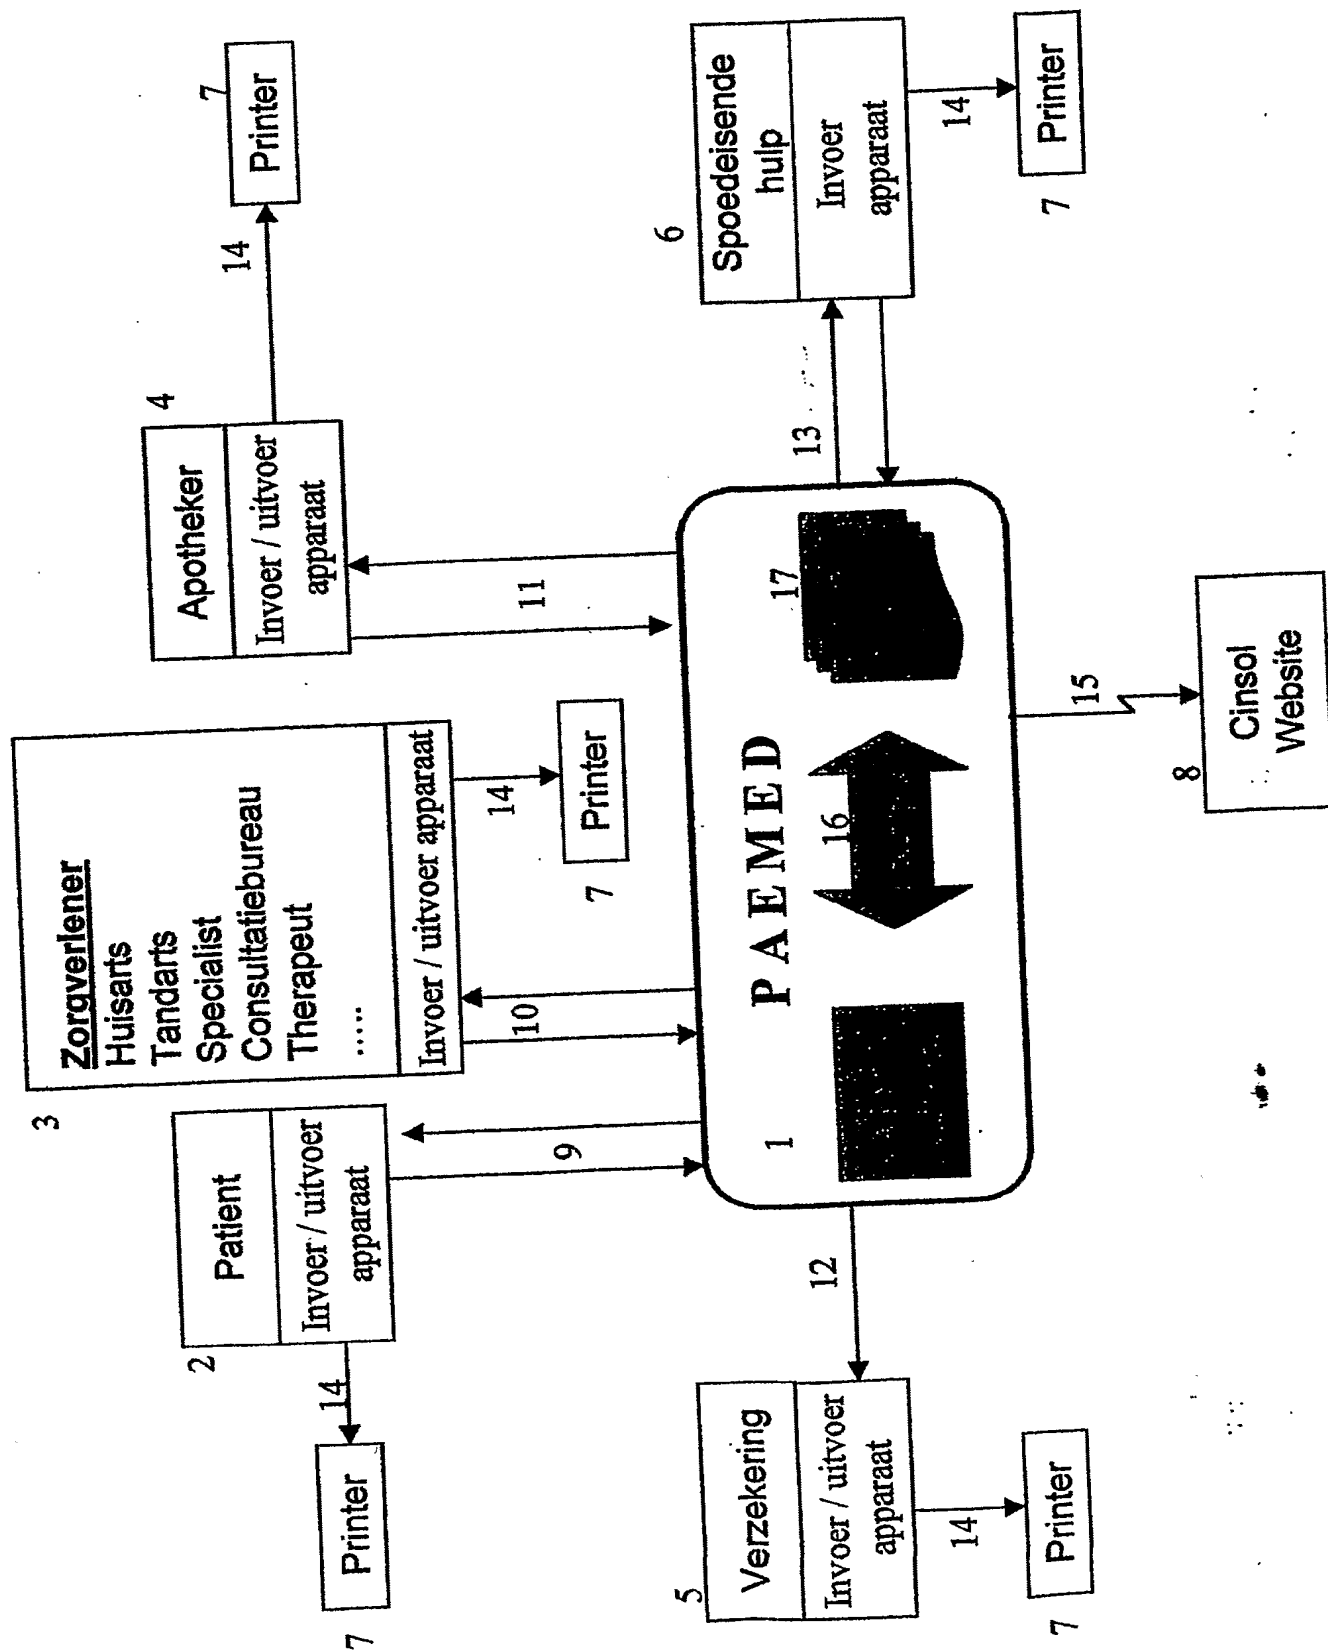 3
Zorgverlener
Huisarts
Tandarts
Specialist
Consultatiebureau
Therapeut
.....
Invoer / uitvoer apparaat
14
Printer
7
10
2
Patient
Invoer / uitvoer
apparaat
14
Printer
7
9
4
Apotheker
Invoer / uitvoer
apparaat
14
Printer
7
11
PAEMED
1
16
17
12
13
5
Verzekering
Invoer / uitvoer
apparaat
14
Printer
7
6
Spoedeisende
hulp
Invoer
apparaat
14
Printer
7
15
8
Cinsol
Website